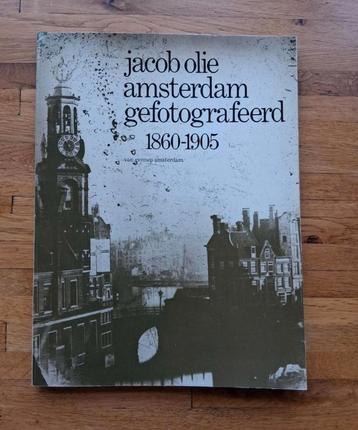 jacob olie
amsterdam
gefotografeerd
1860-1905
van gennep amsterdam